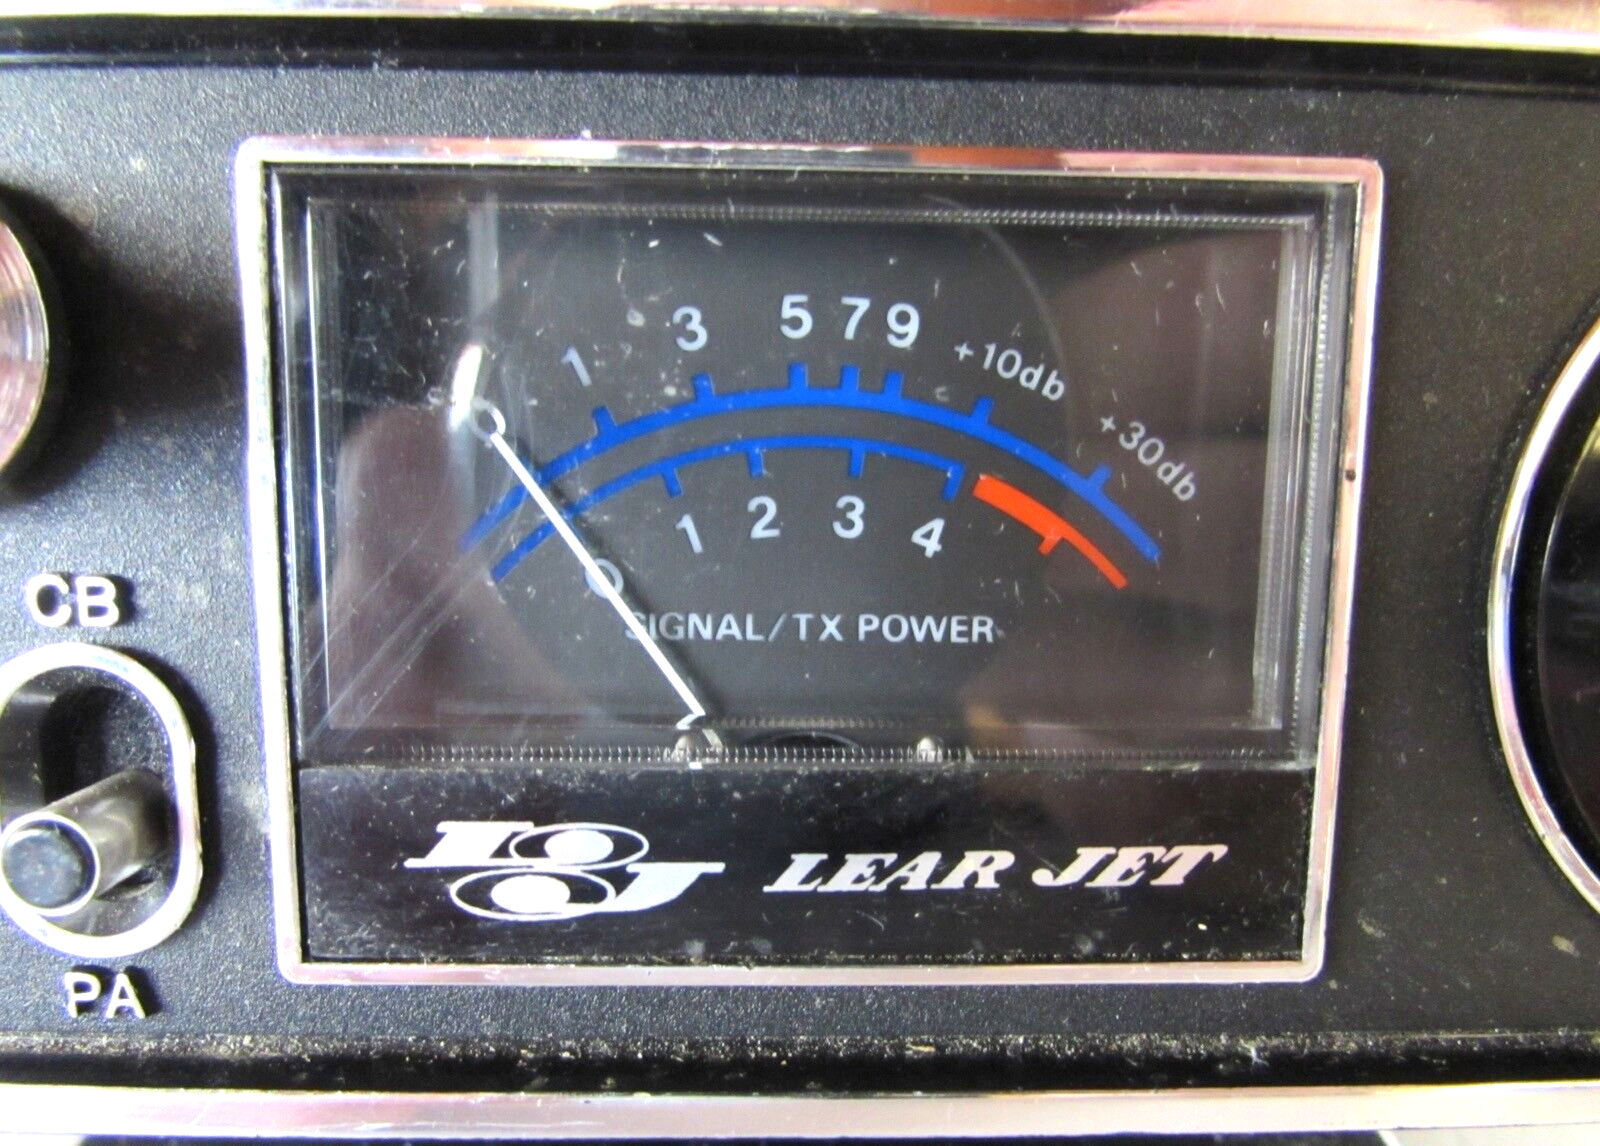 1 3 5 7 9 +10db +30db
0 1 2 3 4
SIGNAL/TX POWER
CB
LEAR JET
PA